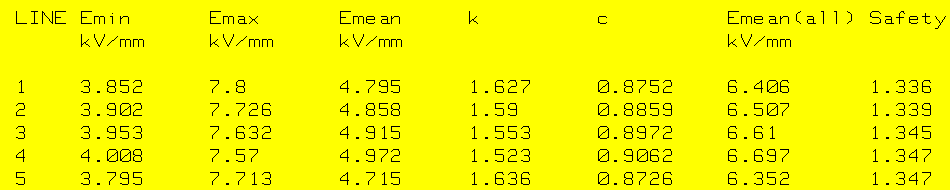 LINE Emin Emax Emean k c Emean(all) Safety
kV/mm kV/mm kV/mm kV/mm
1 3.852 7.8 4.795 1.627 0.8752 6.406 1.336
2 3.902 7.726 4.858 1.59 0.8859 6.507 1.339
3 3.953 7.632 4.915 1.553 0.8972 6.61 1.345
4 4.008 7.57 4.972 1.523 0.9062 6.697 1.347
5 3.795 7.713 4.715 1.636 0.8726 6.352 1.347